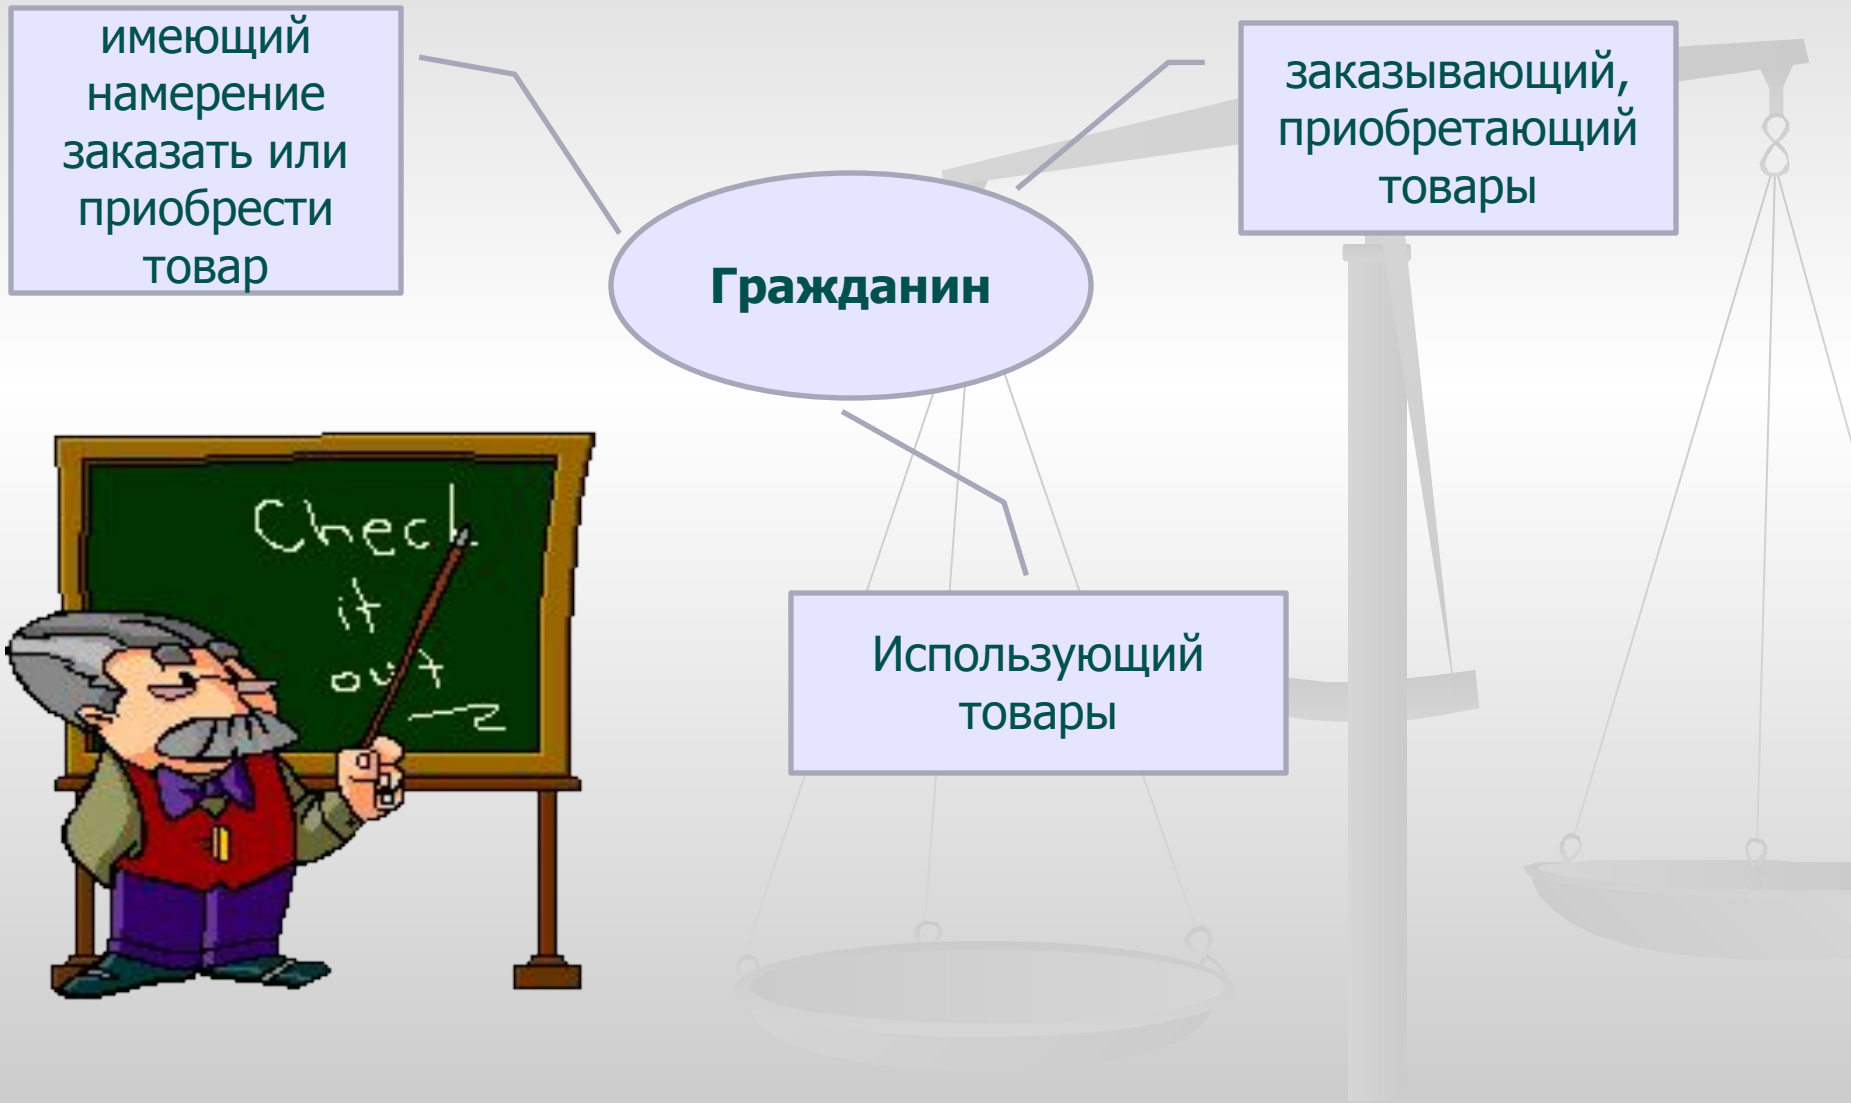 имеющий
намерение
заказать или
приобрести
товар
заказывающий,
приобретающий
товары
Гражданин
Check
it
out
Использующий
товары